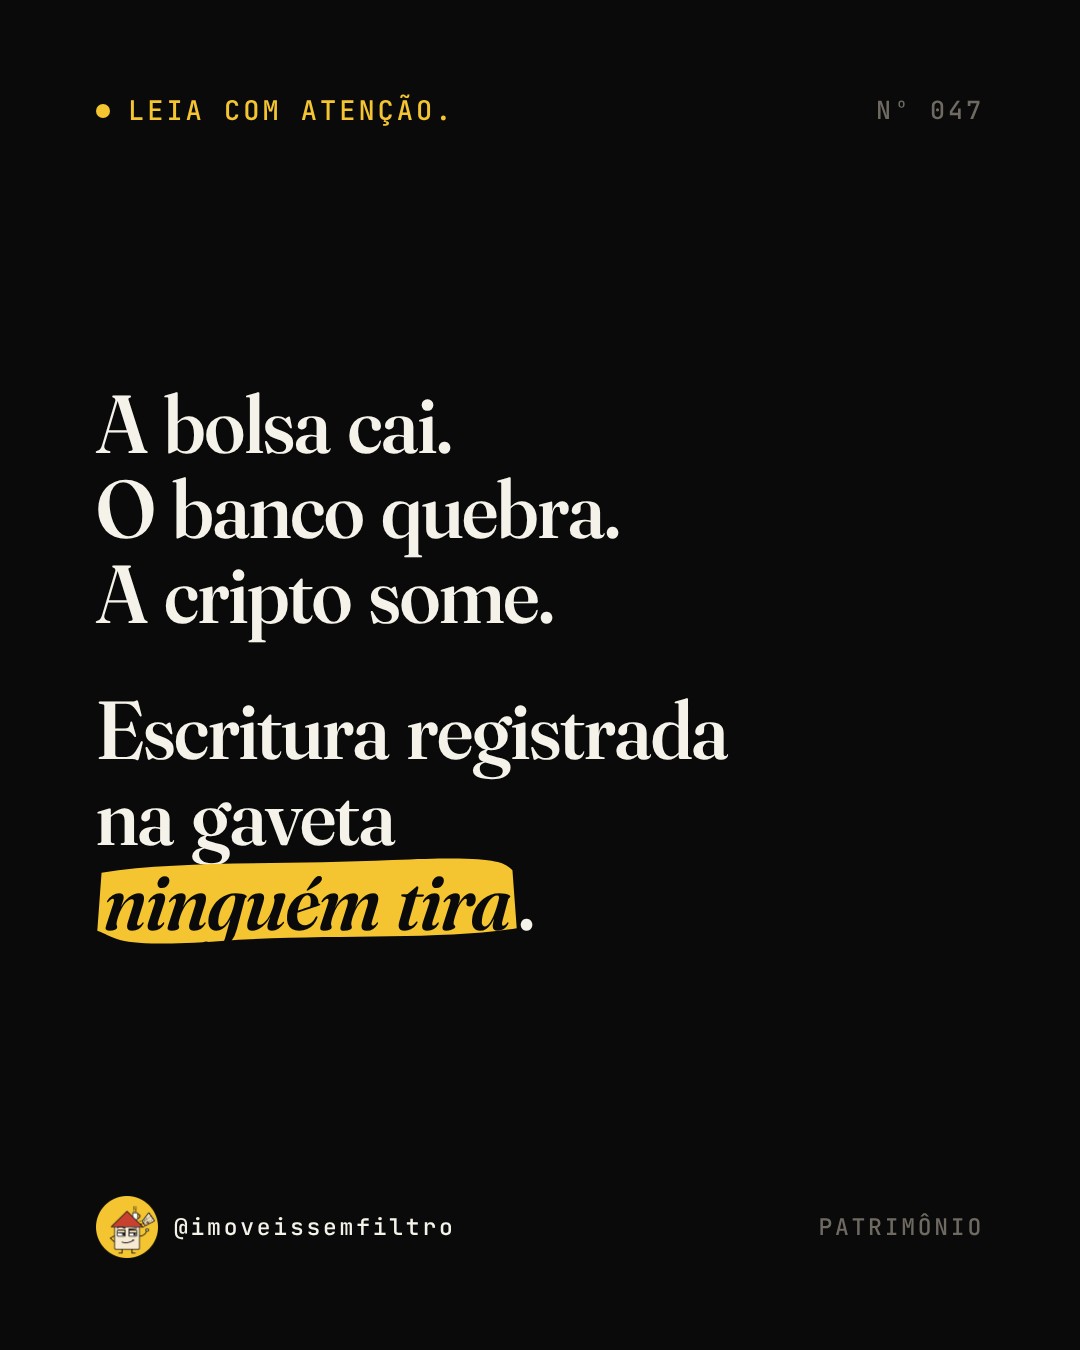 LEIA COM ATENÇÃO.
N° 047
A bolsa cai.
O banco quebra.
A cripto some.
Escritura registrada
na gaveta
ninguém tira.
@imoveissemfiltro
PATRIMÔNIO